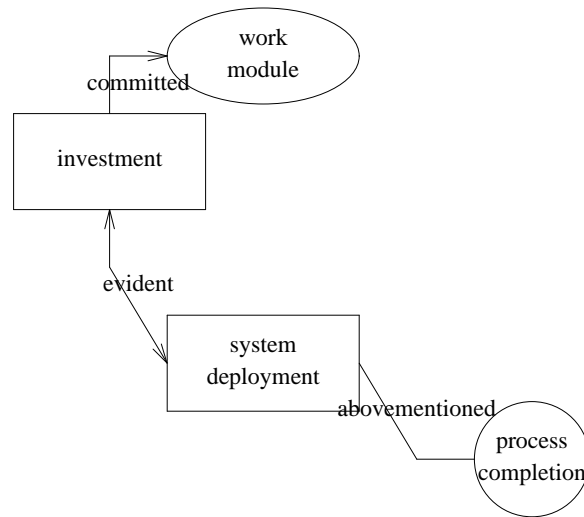 work
module
committed
investment
evident
system
deployment
abovementioned
process
completion